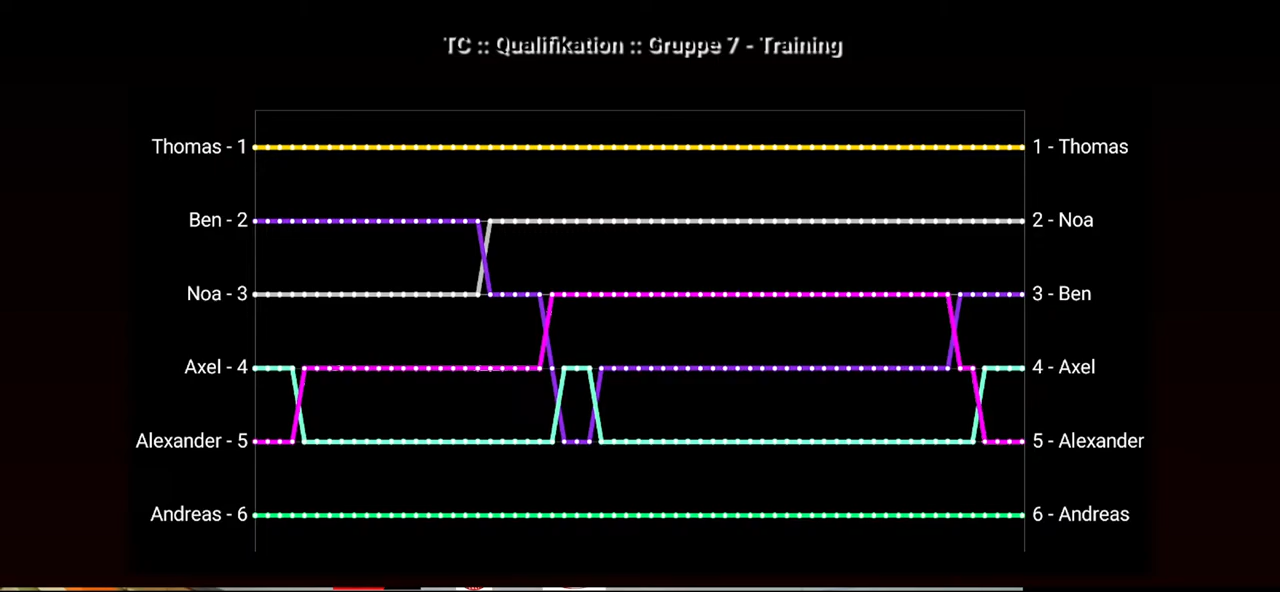 TC :: Qualifikation :: Gruppe 7 - Training
Thomas - 1
1 - Thomas
Ben - 2
2 - Noa
Noa - 3
3 - Ben
Axel - 4
4 - Axel
Alexander - 5
5 - Alexander
Andreas - 6
6 - Andreas